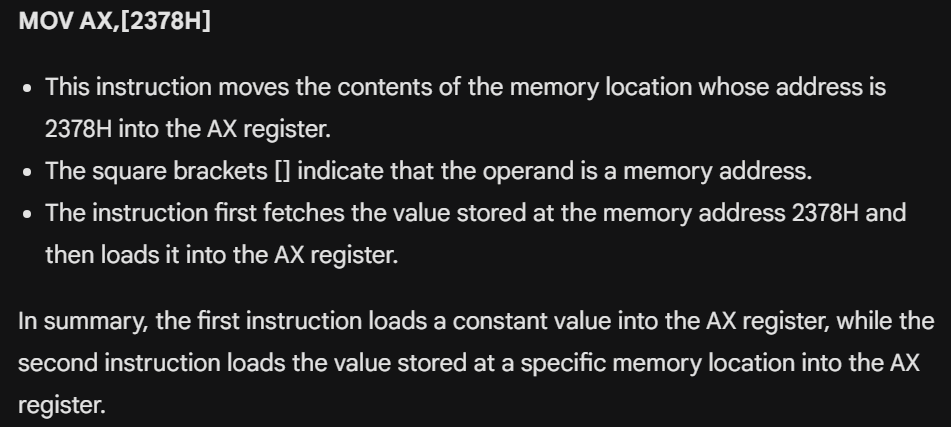 MOV AX,[2378H]
• This instruction moves the contents of the memory location whose address is
2378H into the AX register.
• The square brackets [] indicate that the operand is a memory address.
• The instruction first fetches the value stored at the memory address 2378H and
then loads it into the AX register.
In summary, the first instruction loads a constant value into the AX register, while the
second instruction loads the value stored at a specific memory location into the AX
register.